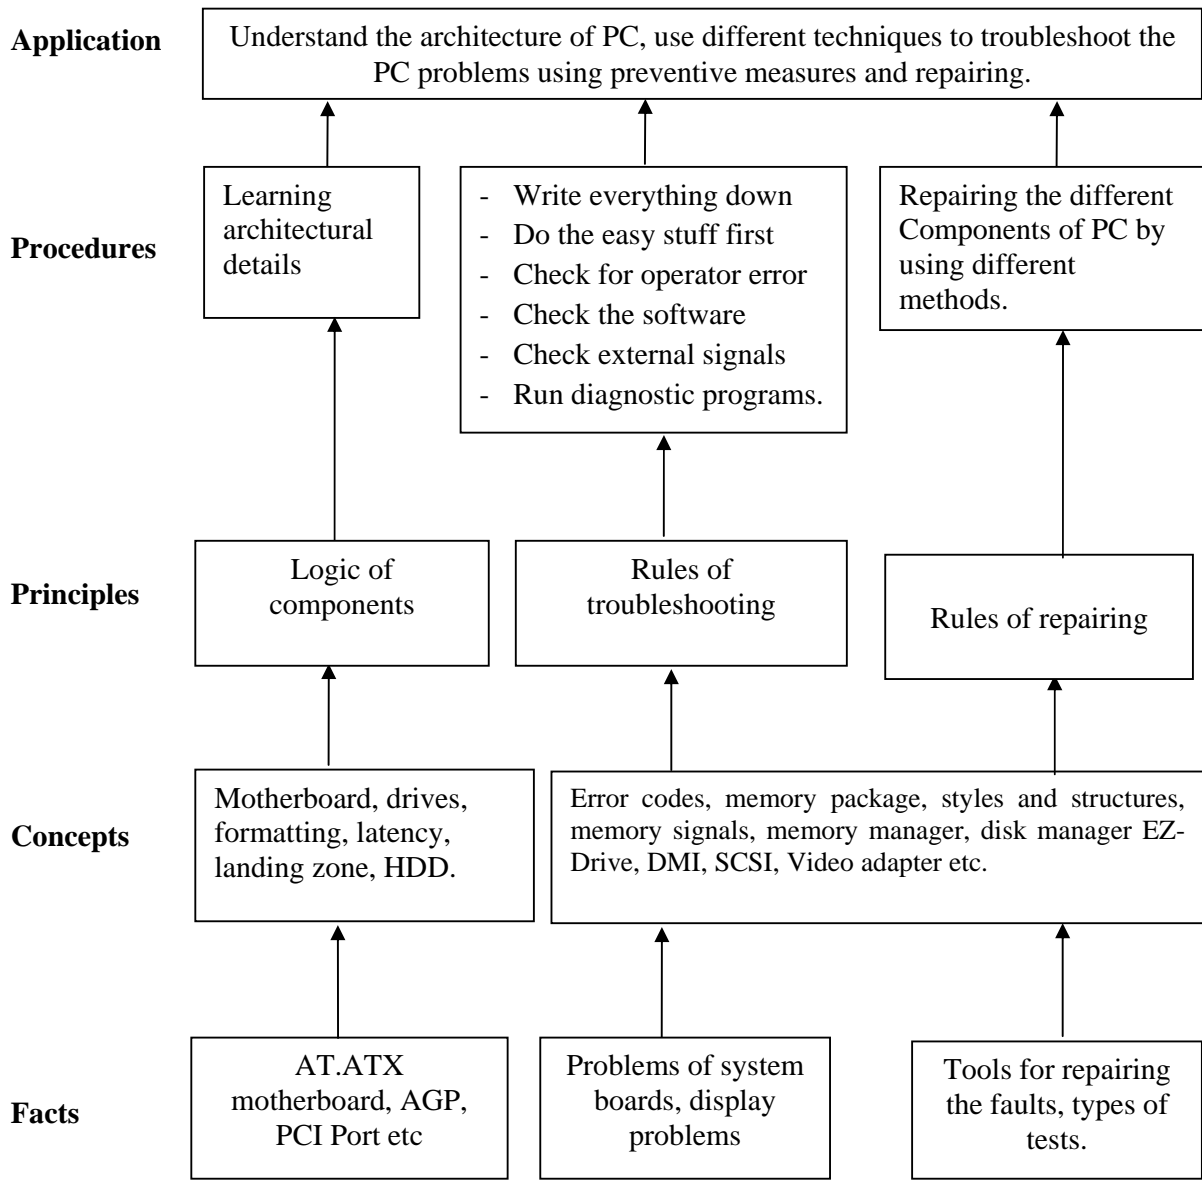 Application
Understand the architecture of PC, use different techniques to troubleshoot the
PC problems using preventive measures and repairing.
Procedures
Learning
architectural
details
- Write everything down
- Do the easy stuff first
- Check for operator error
- Check the software
- Check external signals
- Run diagnostic programs.
Repairing the different
Components of PC by
using different
methods.
Principles
Logic of
components
Rules of
troubleshooting
Rules of repairing
Concepts
Motherboard, drives,
formatting, latency,
landing zone, HDD.
Error codes, memory package, styles and structures,
memory signals, memory manager, disk manager EZ-
Drive, DMI, SCSI, Video adapter etc.
Facts
AT.ATX
motherboard, AGP,
PCI Port etc
Problems of system
boards, display
problems
Tools for repairing
the faults, types of
tests.